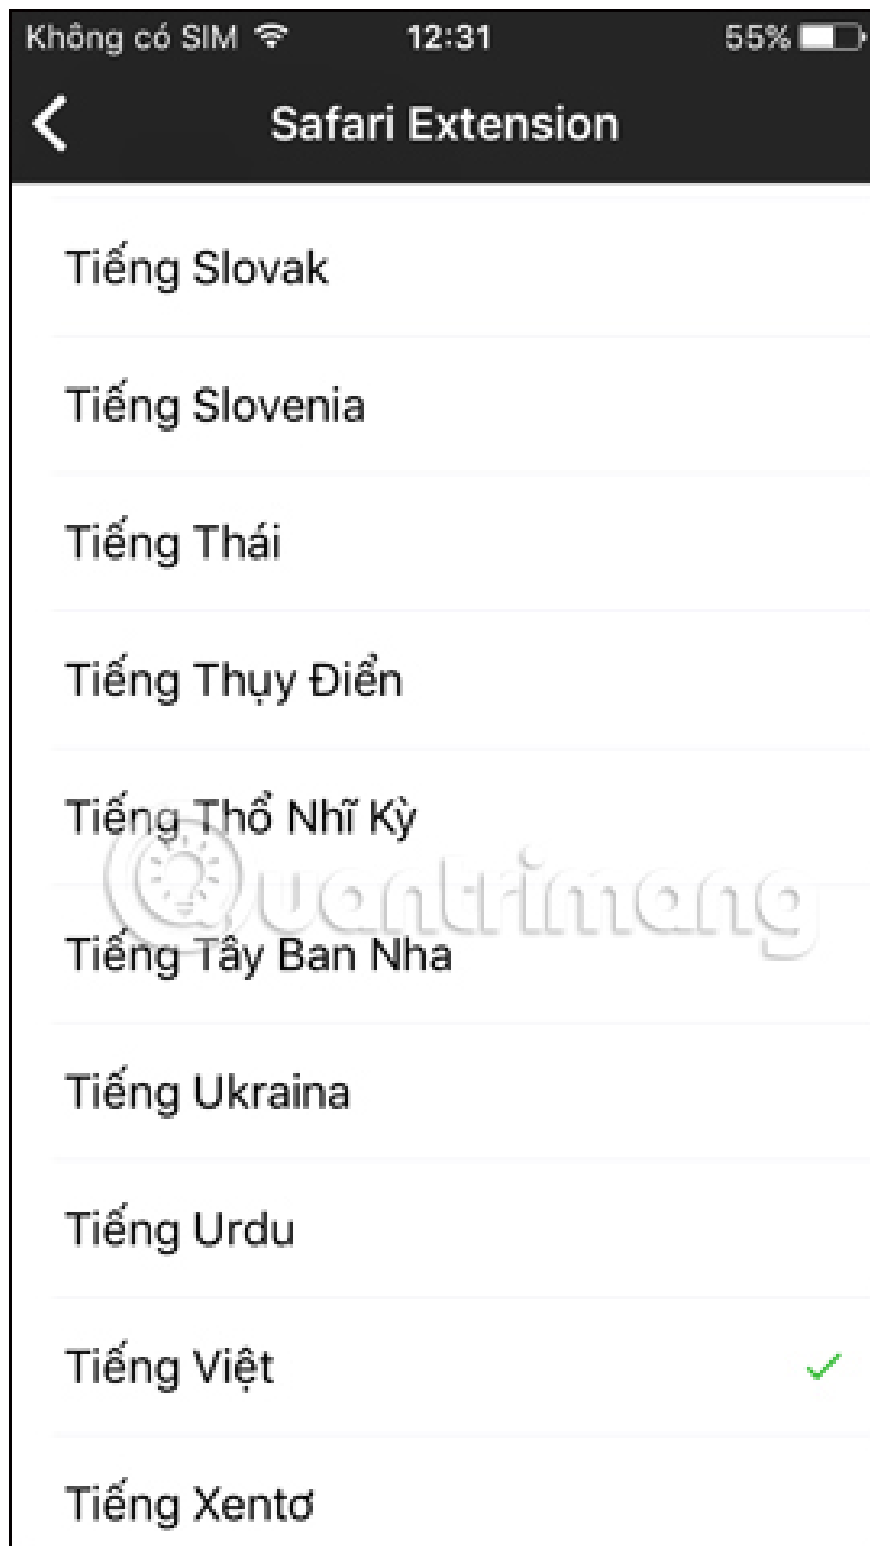 Không có SIM 12:31 55%
Safari Extension
Tiếng Slovak
Tiếng Slovenia
Tiếng Thái
Tiếng Thụy Điển
Tiếng Thổ Nhĩ Kỳ
Quantrimang
Tiếng Tây Ban Nha
Tiếng Ukraina
Tiếng Urdu
Tiếng Việt
Tiếng Xentơ